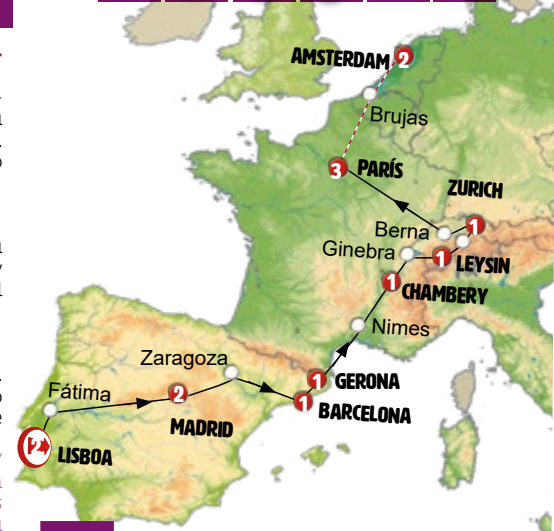 AMSTERDAM 2
Brujas
3 PARÍS
ZURICH
1
Berna
Ginebra
1 LEYSIN
1 CHAMBERY
Nimes
Zaragoza
1 GERONA
Fátima
2
1 BARCELONA
MADRID
2 LISBOA